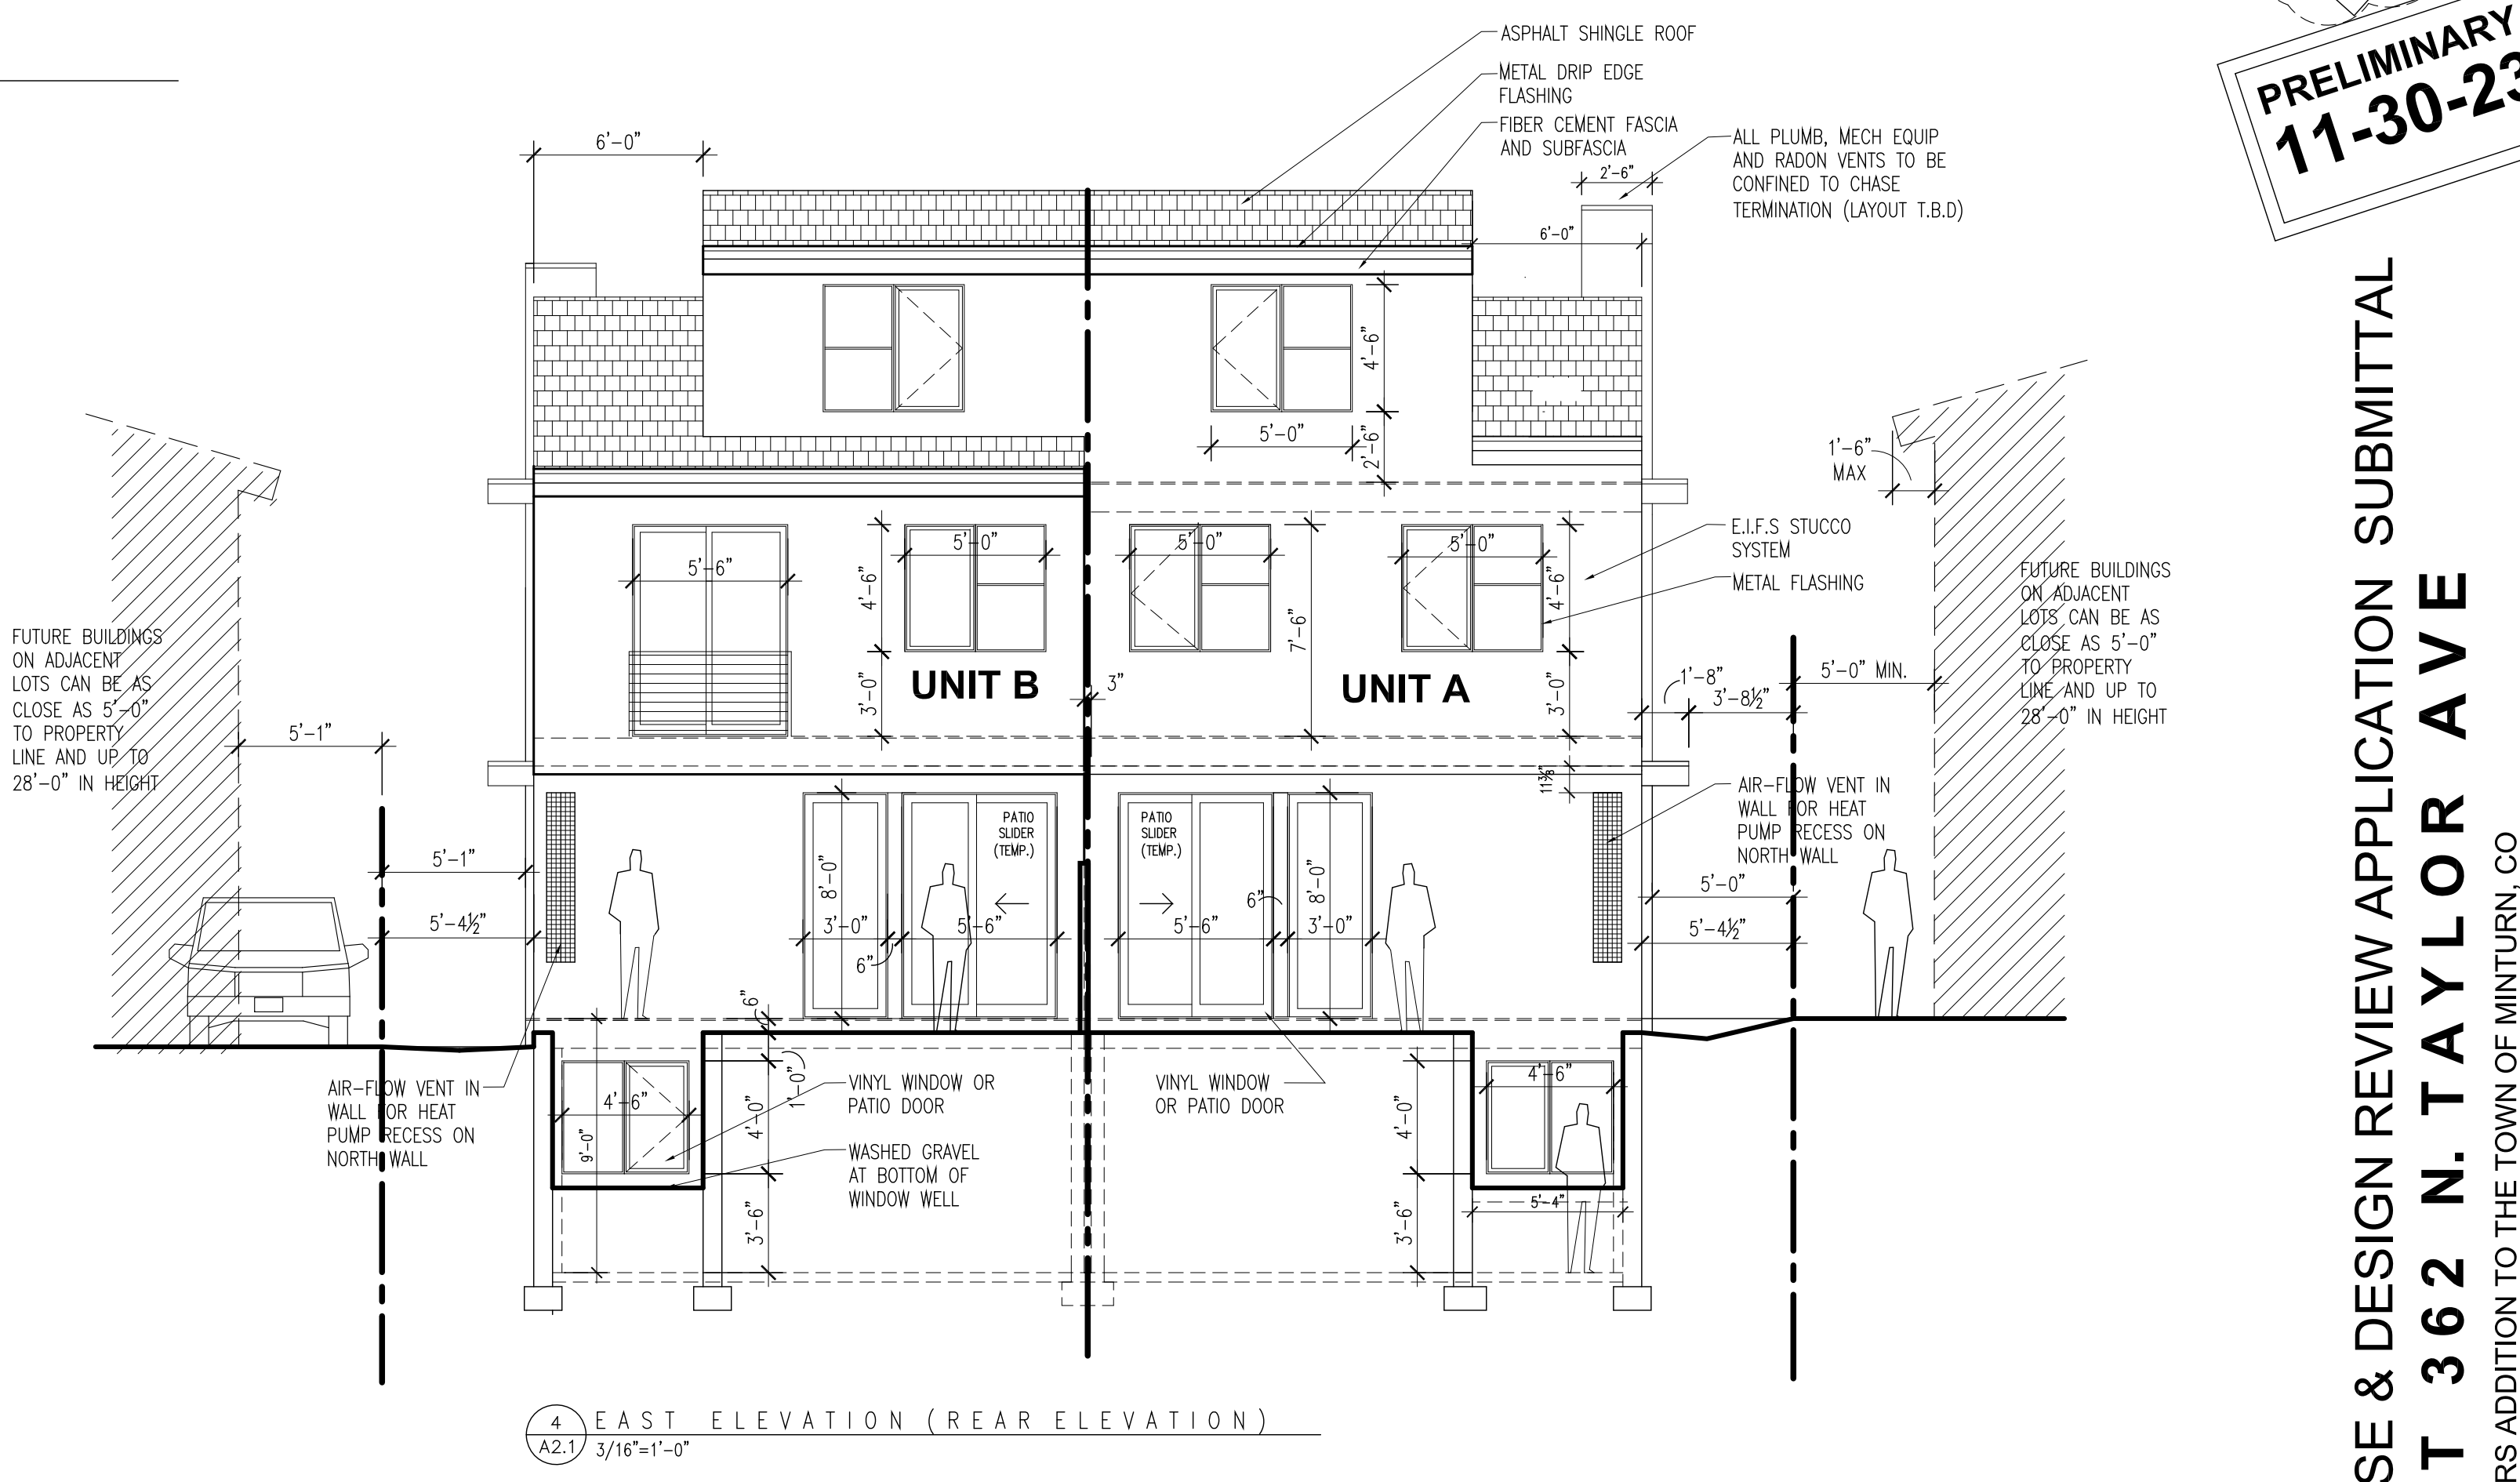 PRELIMINARY
11-30-23
ASPHALT SHINGLE ROOF
METAL DRIP EDGE
FLASHING
FIBER CEMENT FASCIA
AND SUBFASCIA
ALL PLUMB, MECH EQUIP
AND RADON VENTS TO BE
CONFINED TO CHASE
TERMINATION (LAYOUT T.B.D)
6'-0"
2'-6"
6'-0"
4'-6"
5'-0"
2'-6"
1'-6"
MAX
E.I.F.S STUCCO
SYSTEM
METAL FLASHING
5'-6"
4'-6"
5'-0"
5'-0"
7'-6"
5'-0"
4'-6"
3'-0"
UNIT B
3"
UNIT A
3'-0"
1'-8"
3'-8½"
5'-0" MIN.
FUTURE BUILDINGS
ON ADJACENT
LOTS CAN BE AS
CLOSE AS 5'-0"
TO PROPERTY
LINE AND UP TO
28'-0" IN HEIGHT
FUTURE BUILDINGS
ON ADJACENT
LOTS CAN BE AS
CLOSE AS 5'-0"
TO PROPERTY
LINE AND UP TO
28'-0" IN HEIGHT
5'-1"
5'-1"
5'-4½"
11⅜"
AIR-FLOW VENT IN
WALL FOR HEAT
PUMP RECESS ON
NORTH WALL
PATIO
SLIDER
(TEMP.)
PATIO
SLIDER
(TEMP.)
8'-0"
3'-0"
6"
5'-6"
5'-6"
6"
8'-0"
3'-0"
5'-0"
5'-4½"
6"
1'-0"
AIR-FLOW VENT IN
WALL FOR HEAT
PUMP RECESS ON
NORTH WALL
4'-6"
9'-0"
4'-0"
3'-6"
VINYL WINDOW OR
PATIO DOOR
WASHED GRAVEL
AT BOTTOM OF
WINDOW WELL
VINYL WINDOW
OR PATIO DOOR
4'-0"
3'-6"
4'-6"
5'-4"
4
A2.1
EAST ELEVATION (REAR ELEVATION)
3/16"=1'-0"
SE & DESIGN REVIEW APPLICATION SUBMITTAL
T 362 N. TAYLOR AVE
RS ADDITION TO THE TOWN OF MINTURN, CO